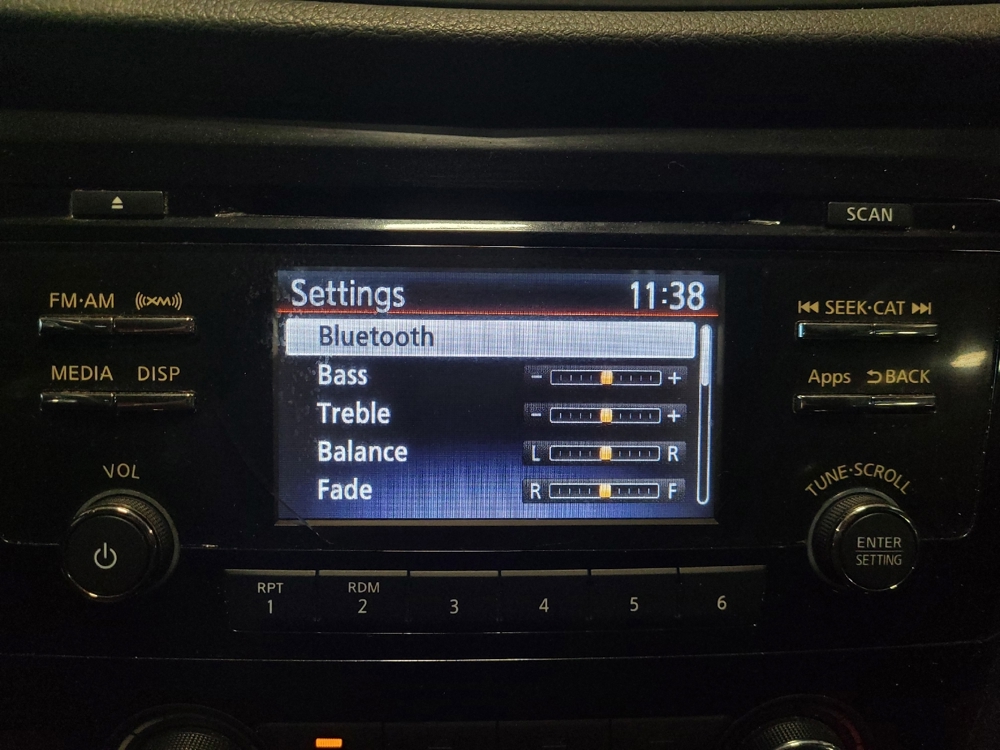 SCAN
FM·AM ((XM))
SEEK·CAT
MEDIA DISP
Apps BACK
VOL
TUNE·SCROLL
Settings 11:38
Bluetooth
Bass - +
Treble - +
Balance L R
Fade R F
ENTER
SETTING
RPT RDM
1 2 3 4 5 6